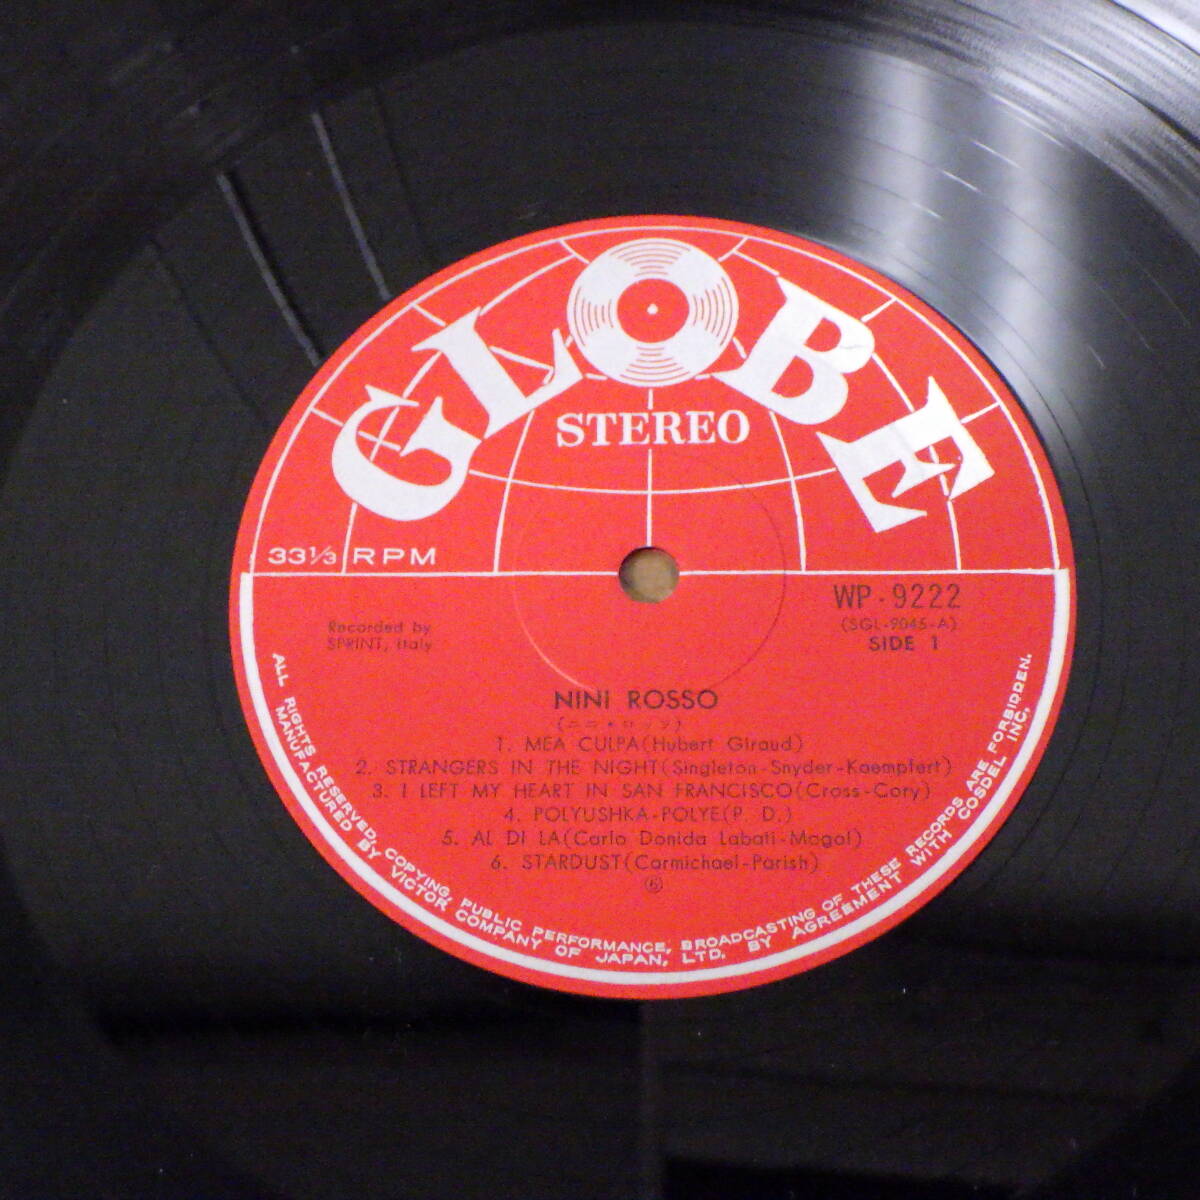 GLOBE
STEREO
33⅓ RPM
WP-9222
(SGL-9045-A)
SIDE 1
Recorded by
SPRINT, Italy
NINI ROSSO
(ニニ・ロッソ)
1. MEA CULPA(Hubert Giraud)
2. STRANGERS IN THE NIGHT(Singleton-Snyder-Kaempfert)
3. I LEFT MY HEART IN SAN FRANCISCO(Cross-Cory)
4. POLYUSHKA-POLYE(P. D.)
5. AL DI LA(Carlo Donida Labati-Mogol)
6. STARDUST(Carmichael-Parish)
ALL RIGHTS RESERVED, COPYING, PUBLIC PERFORMANCE, BROADCASTING OF THESE RECORDS ARE FORBIDDEN.
MANUFACTURED BY VICTOR COMPANY OF JAPAN, LTD. BY AGREEMENT WITH COSDEL INC.